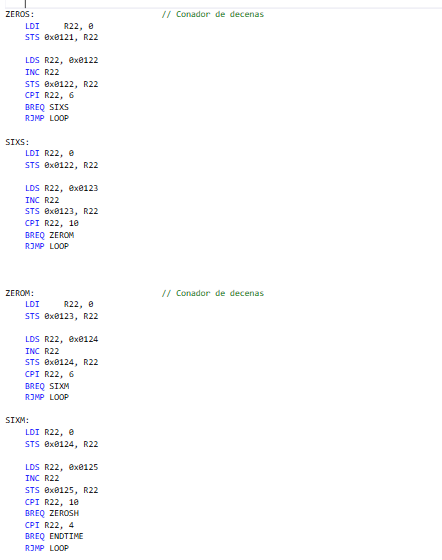 ZEROS: // Conador de decenas
LDI R22, 0
STS 0x0121, R22
LDS R22, 0x0122
INC R22
STS 0x0122, R22
CPI R22, 6
BREQ SIXS
RJMP LOOP
SIXS:
LDI R22, 0
STS 0x0122, R22
LDS R22, 0x0123
INC R22
STS 0x0123, R22
CPI R22, 10
BREQ ZEROM
RJMP LOOP
ZEROM: // Conador de decenas
LDI R22, 0
STS 0x0123, R22
LDS R22, 0x0124
INC R22
STS 0x0124, R22
CPI R22, 6
BREQ SIXM
RJMP LOOP
SIXM:
LDI R22, 0
STS 0x0124, R22
LDS R22, 0x0125
INC R22
STS 0x0125, R22
CPI R22, 10
BREQ ZEROSH
CPI R22, 4
BREQ ENDTIME
RJMP LOOP